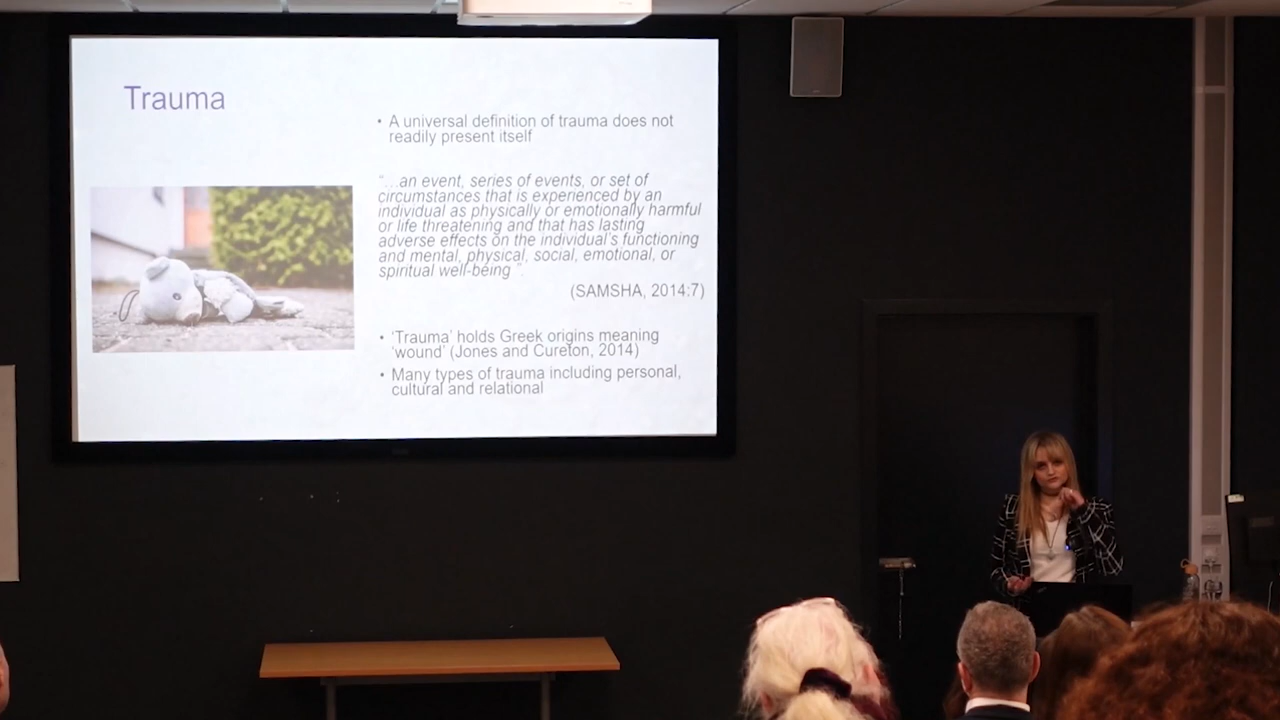 Trauma
• A universal definition of trauma does not
readily present itself
"...an event, series of events, or set of
circumstances that is experienced by an
individual as physically or emotionally harmful
or life threatening and that has lasting
adverse effects on the individual's functioning
and mental, physical, social, emotional, or
spiritual well-being ".
(SAMSHA, 2014:7)
• 'Trauma' holds Greek origins meaning
'wound' (Jones and Cureton, 2014)
• Many types of trauma including personal,
cultural and relational